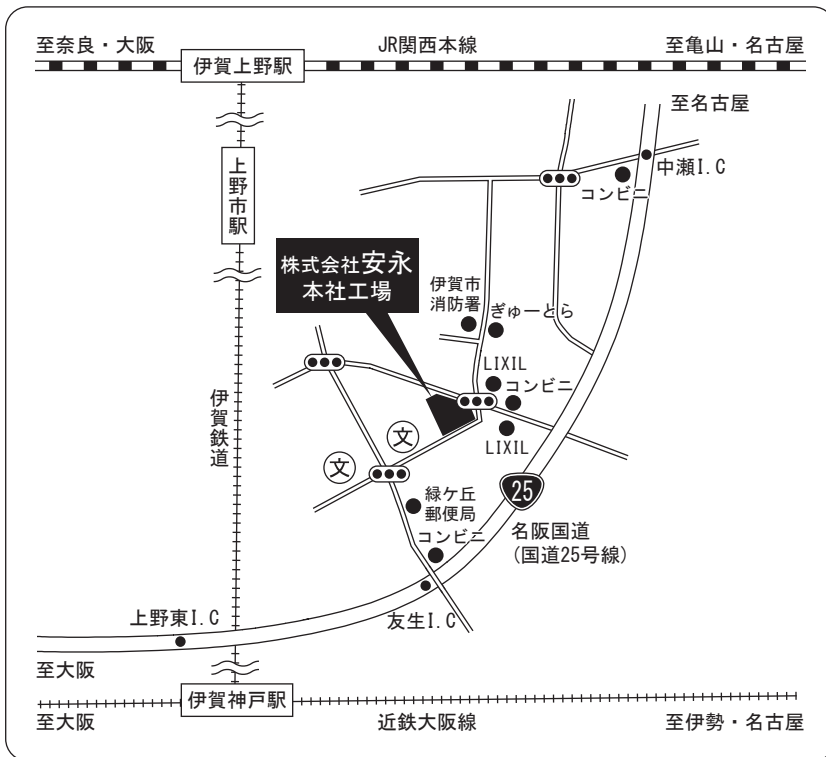 至奈良・大阪
JR関西本線
至亀山・名古屋
伊賀上野駅
至名古屋
上野市駅
中瀬I.C
コンビニ
株式会社安永
本社工場
伊賀市
消防署
ぎゅーとら
LIXIL
コンビニ
伊賀鉄道
文
LIXIL
文
25
緑ケ丘
郵便局
名阪国道
(国道25号線)
コンビニ
上野東I.C
友生I.C
至大阪
伊賀神戸駅
至大阪
近鉄大阪線
至伊勢・名古屋